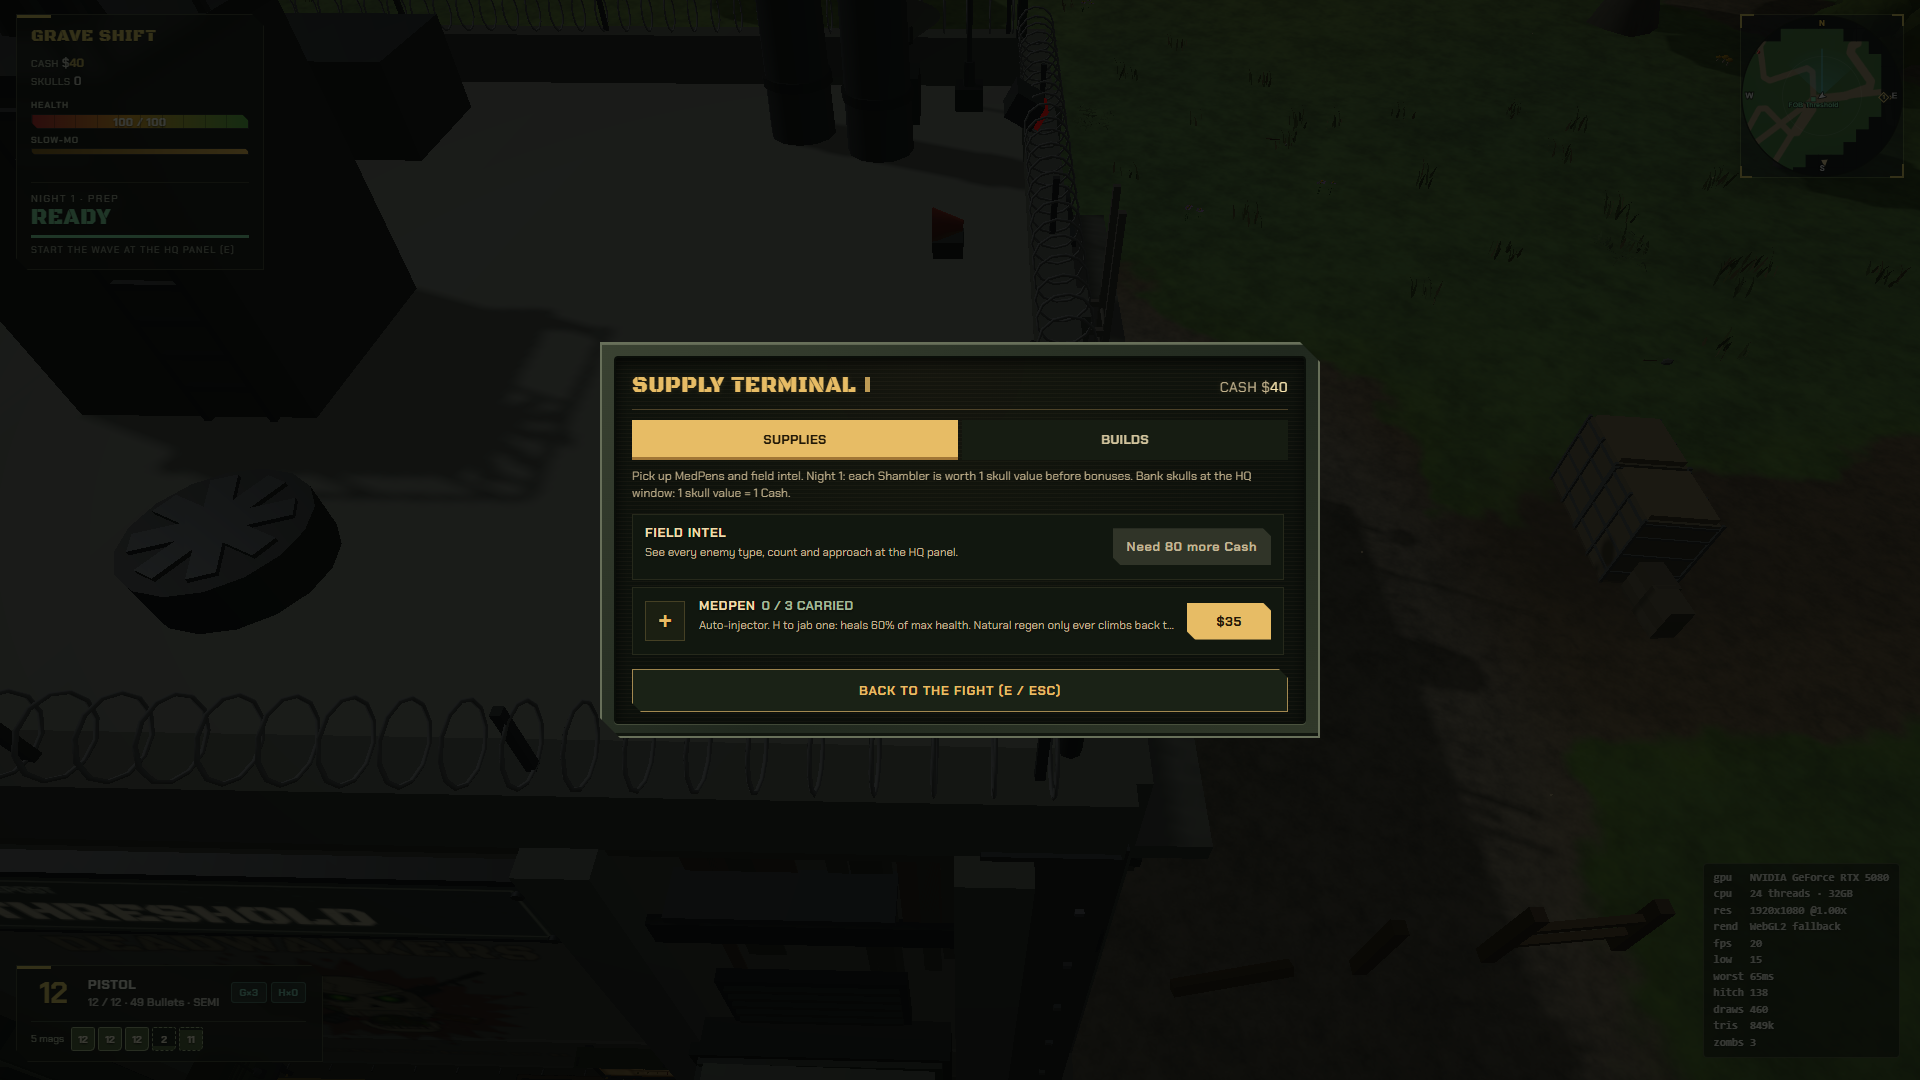 GRAVE SHIFT
CASH $40
SKULLS 0
HEALTH
100 / 100
SLOW-MO
NIGHT 1 - PREP
READY
START THE WAVE AT THE HQ PANEL (E)
N
W
E
S
SUPPLY TERMINAL
CASH $40
SUPPLIES
BUILDS
Pick up MedPens and field intel. Night 1: each Shambler is worth 1 skull value before bonuses. Bank skulls at the HQ
window: 1 skull value = 1 Cash.
FIELD INTEL
See every enemy type, count and approach at the HQ panel.
Need 80 more Cash
MEDPEN 0 / 3 CARRIED
+
Auto-injector. H to jab one: heals 60% of max health. Natural regen only ever climbs back t...
$35
BACK TO THE FIGHT (E / ESC)
THRESHOLD
12
PISTOL
12 / 12 · 49 Bullets · SEMI
G×3
H×0
5 mags
12
12
12
2
11
gpu NVIDIA GeForce RTX 5080
cpu 24 threads · 32GB
res 1920x1080 @1.00x
rend WebGL2 fallback
fps 20
low 15
worst 65ms
hitch 138
draws 460
tris 849k
zombs 3